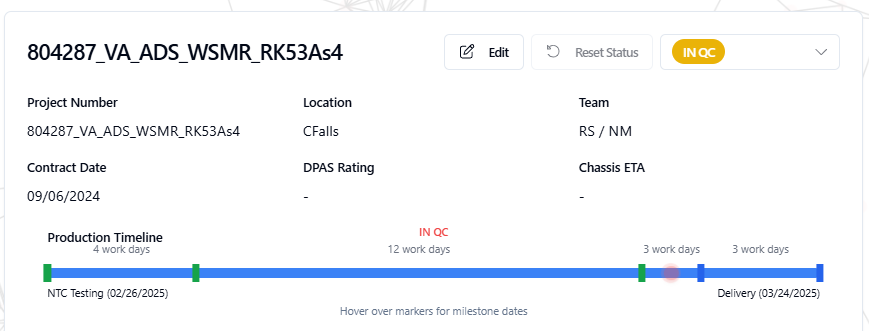 804287_VA_ADS_WSMR_RK53As4
Edit
Reset Status
IN QC
Project Number
Location
Team
804287_VA_ADS_WSMR_RK53As4
CFalls
RS / NM
Contract Date
DPAS Rating
Chassis ETA
09/06/2024
-
-
Production Timeline
IN QC
4 work days
12 work days
3 work days
3 work days
NTC Testing (02/26/2025)
Delivery (03/24/2025)
Hover over markers for milestone dates